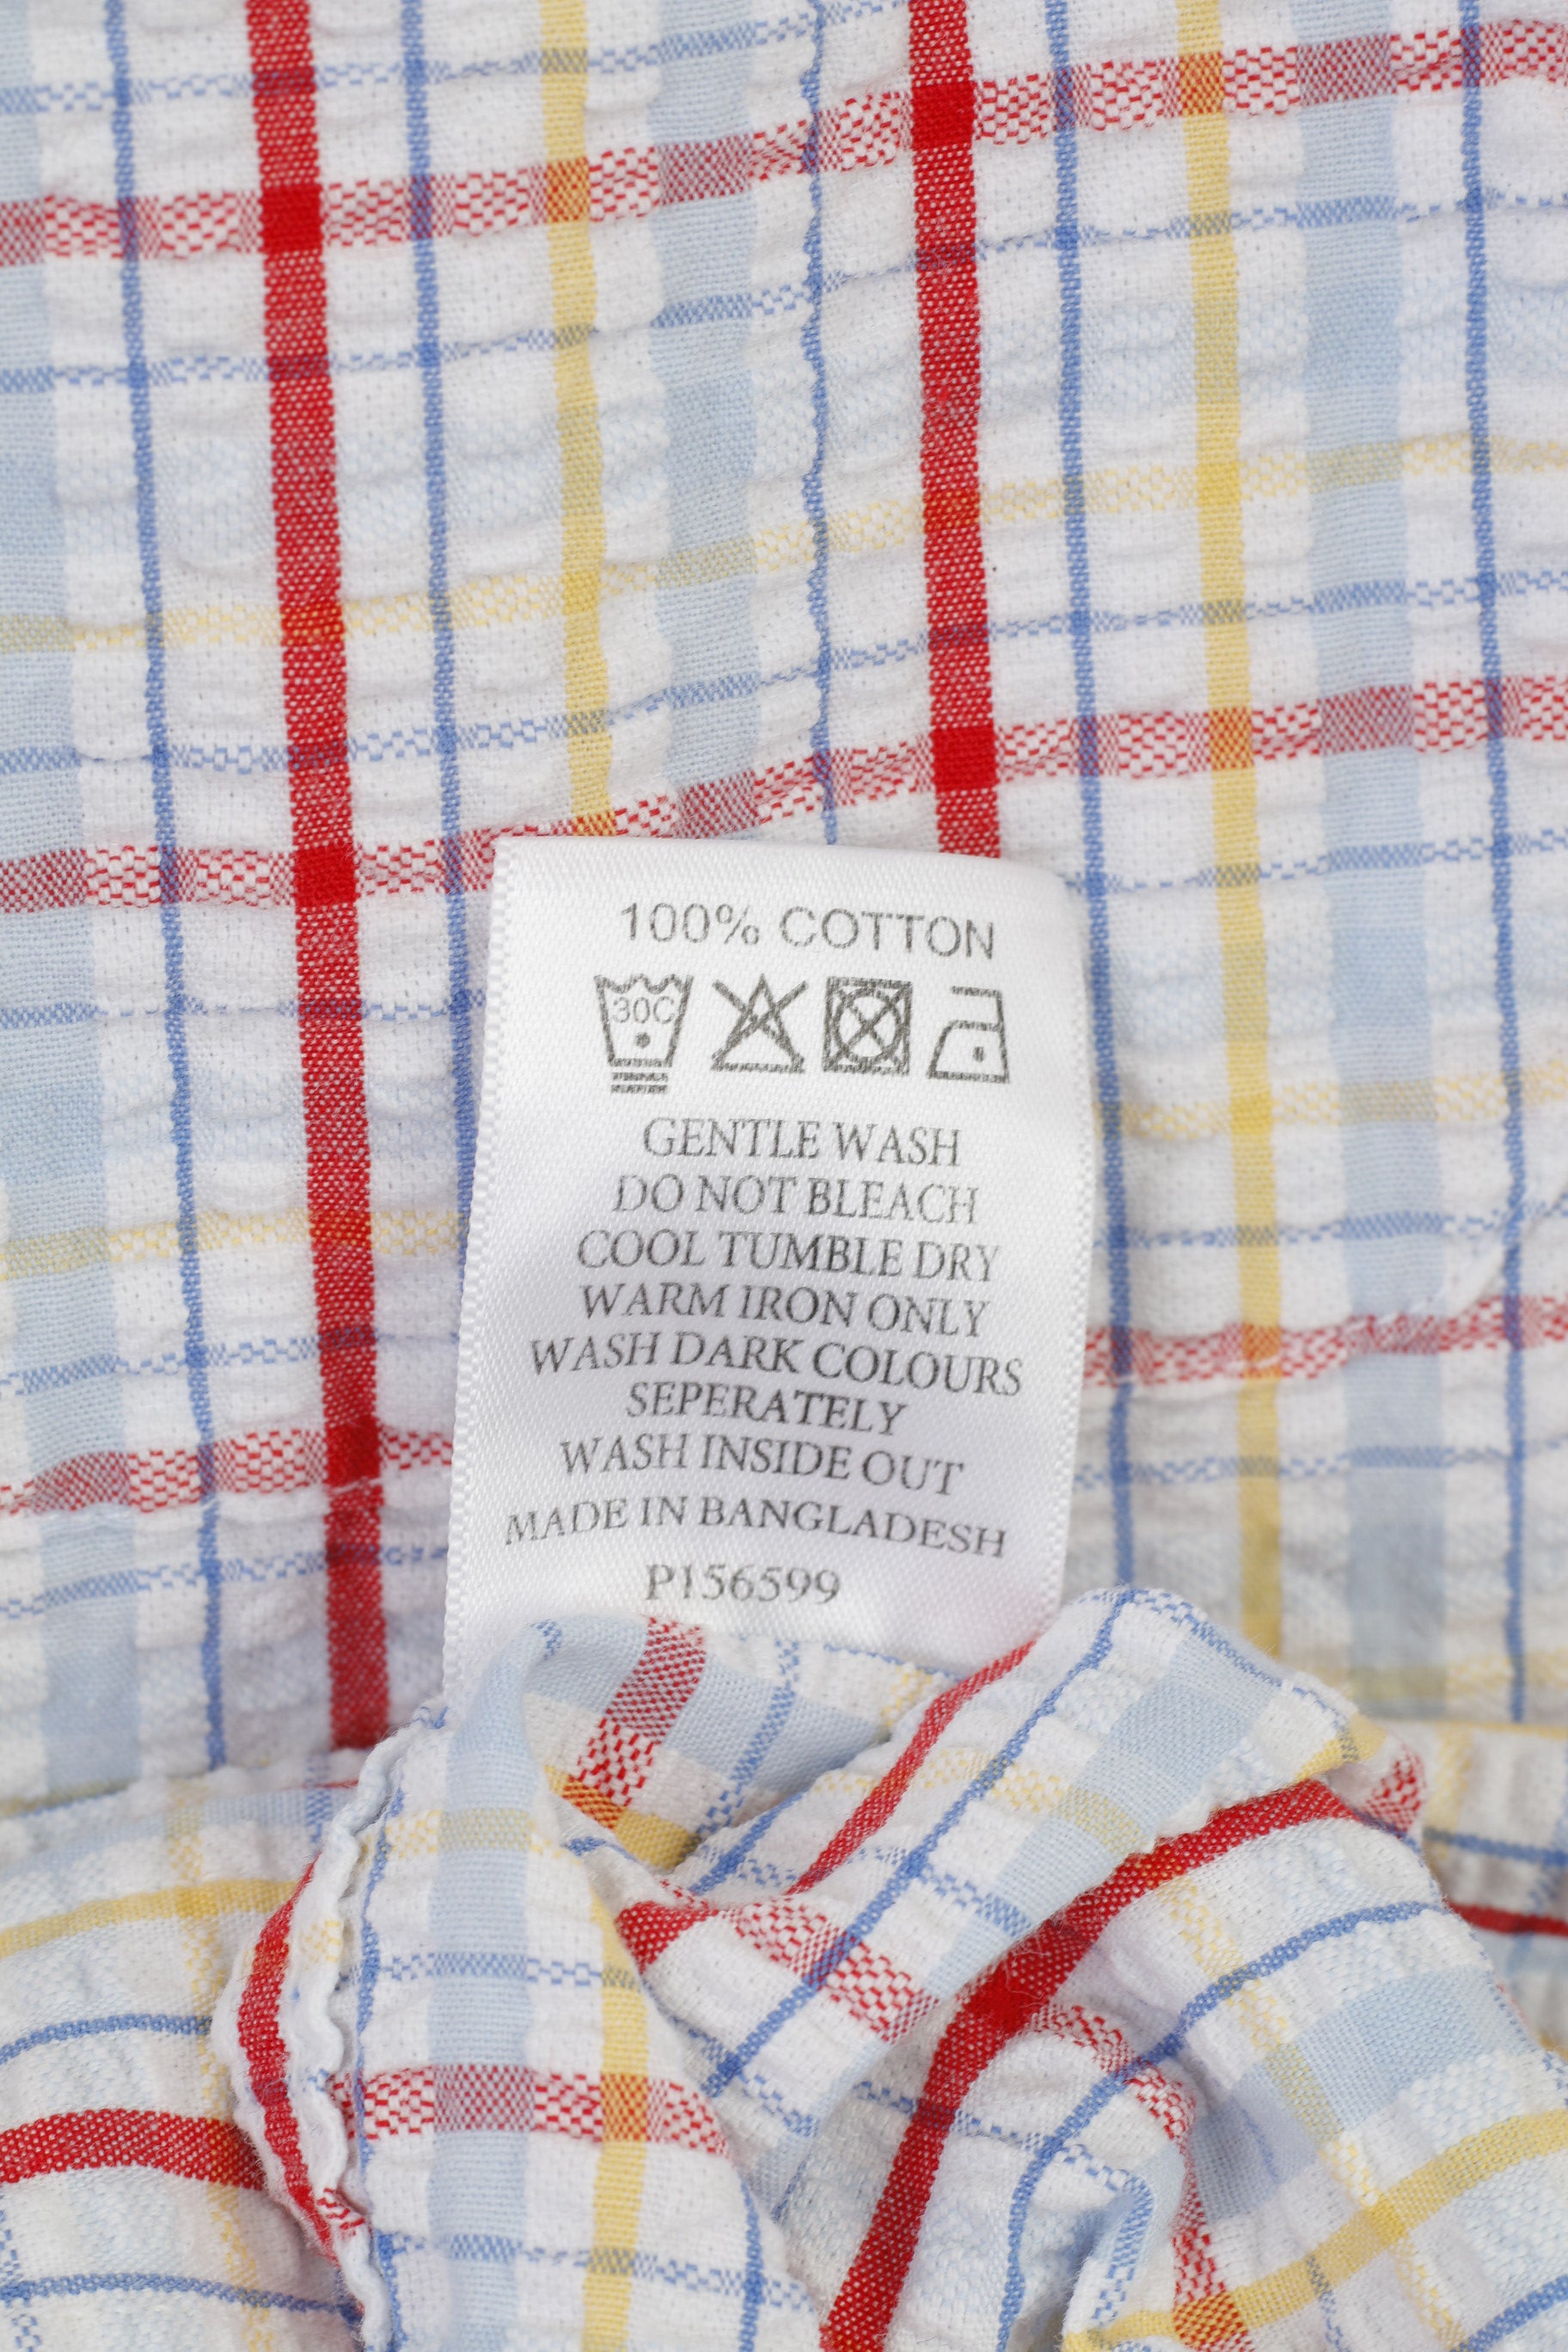 100% COTTON
30C
GENTLE WASH
DO NOT BLEACH
COOL TUMBLE DRY
WARM IRON ONLY
WASH DARK COLOURS
SEPERATELY
WASH INSIDE OUT
MADE IN BANGLADESH
P156599